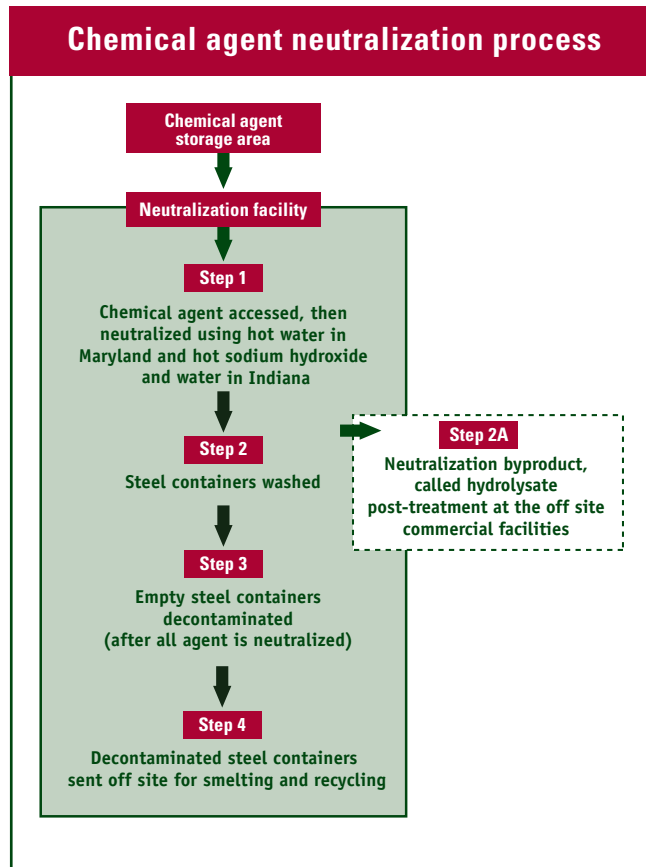 Chemical agent neutralization process
Chemical agent
storage area
Neutralization facility
Step 1
Chemical agent accessed, then
neutralized using hot water in
Maryland and hot sodium hydroxide
and water in Indiana
Step 2
Steel containers washed
Step 2A
Neutralization byproduct,
called hydrolysate
post-treatment at the off site
commercial facilities
Step 3
Empty steel containers
decontaminated
(after all agent is neutralized)
Step 4
Decontaminated steel containers
sent off site for smelting and recycling